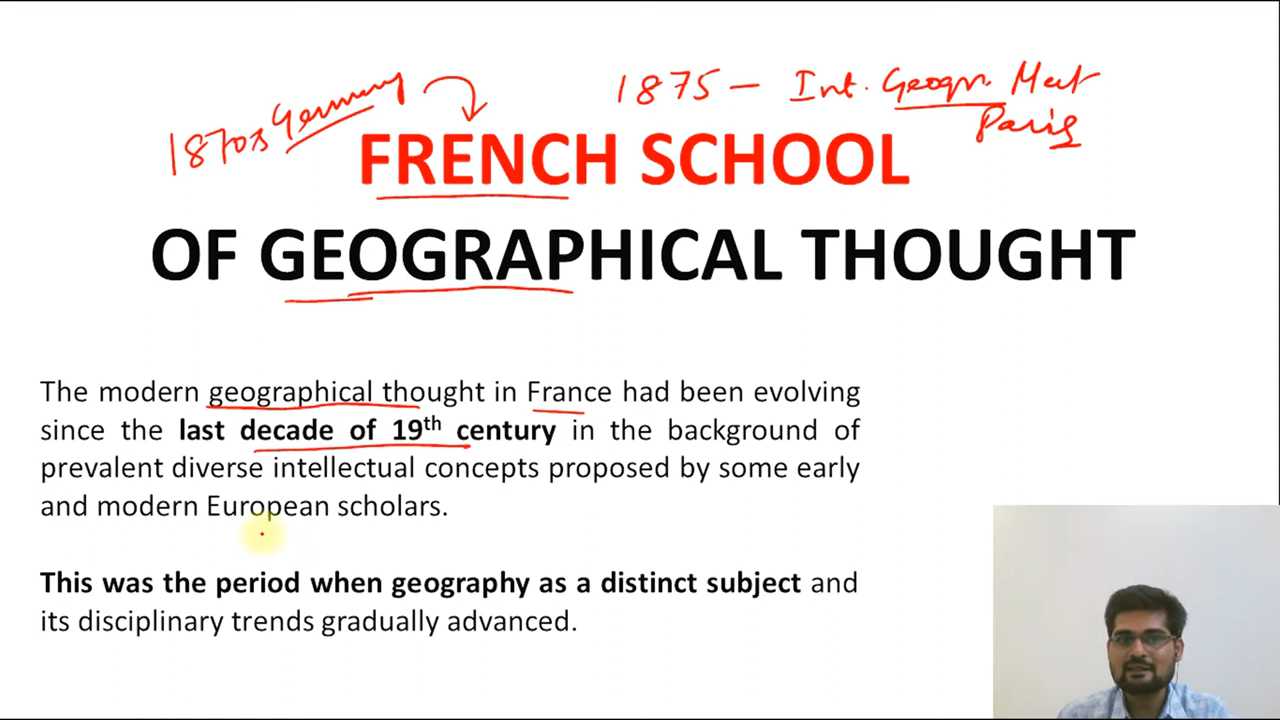 1875 – Int. Geogr. Meet
Paris
1870s Germany
FRENCH SCHOOL
OF GEOGRAPHICAL THOUGHT
The modern geographical thought in France had been evolving
since the last decade of 19th century in the background of
prevalent diverse intellectual concepts proposed by some early
and modern European scholars.
This was the period when geography as a distinct subject and
its disciplinary trends gradually advanced.